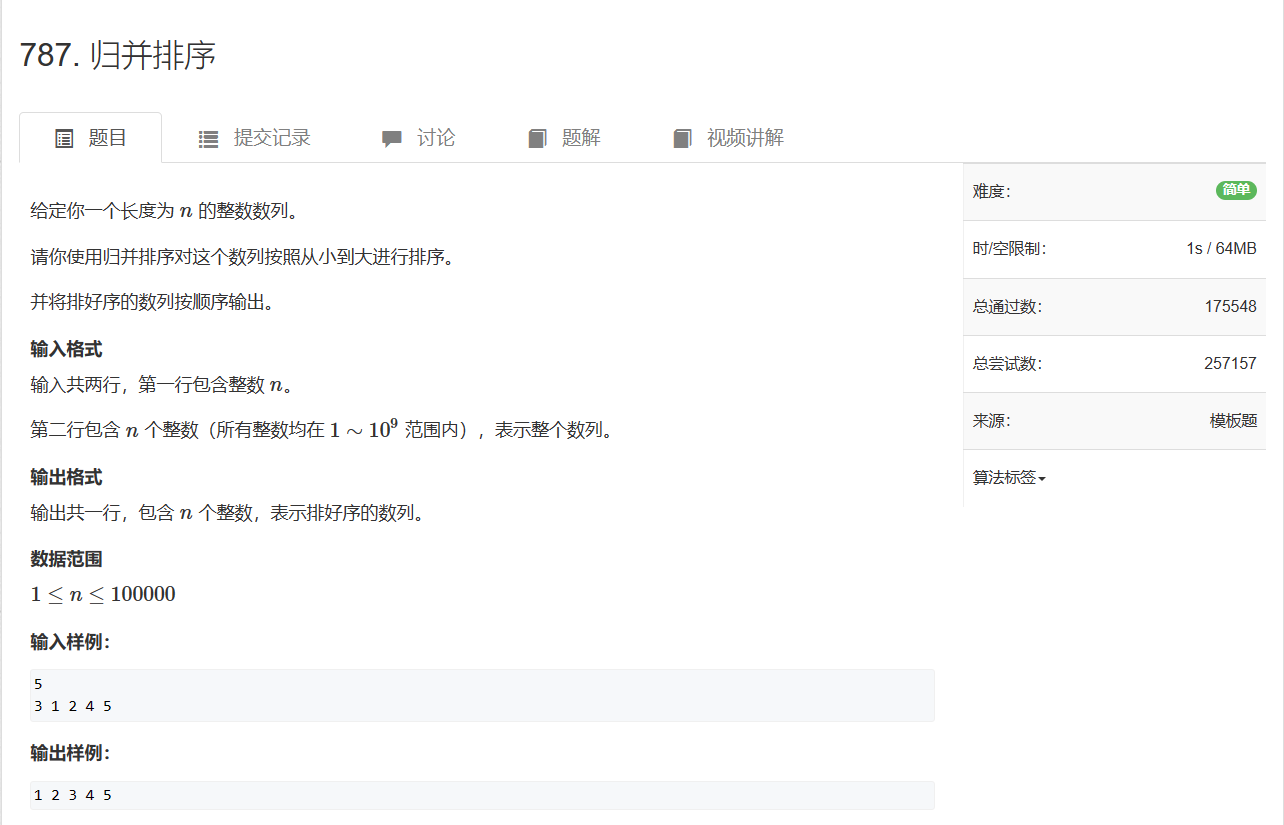 787. 归并排序
题目 提交记录 讨论 题解 视频讲解
给定你一个长度为 n 的整数数列。
请你使用归并排序对这个数列按照从小到大进行排序。
并将排好序的数列按顺序输出。
输入格式
输入共两行，第一行包含整数 n。
第二行包含 n 个整数（所有整数均在 1 ∼ 10⁹ 范围内），表示整个数列。
输出格式
输出共一行，包含 n 个整数，表示排好序的数列。
数据范围
1 ≤ n ≤ 100000
输入样例：
5
3 1 2 4 5
输出样例：
1 2 3 4 5
难度： 简单
时/空限制： 1s / 64MB
总通过数： 175548
总尝试数： 257157
来源： 模板题
算法标签